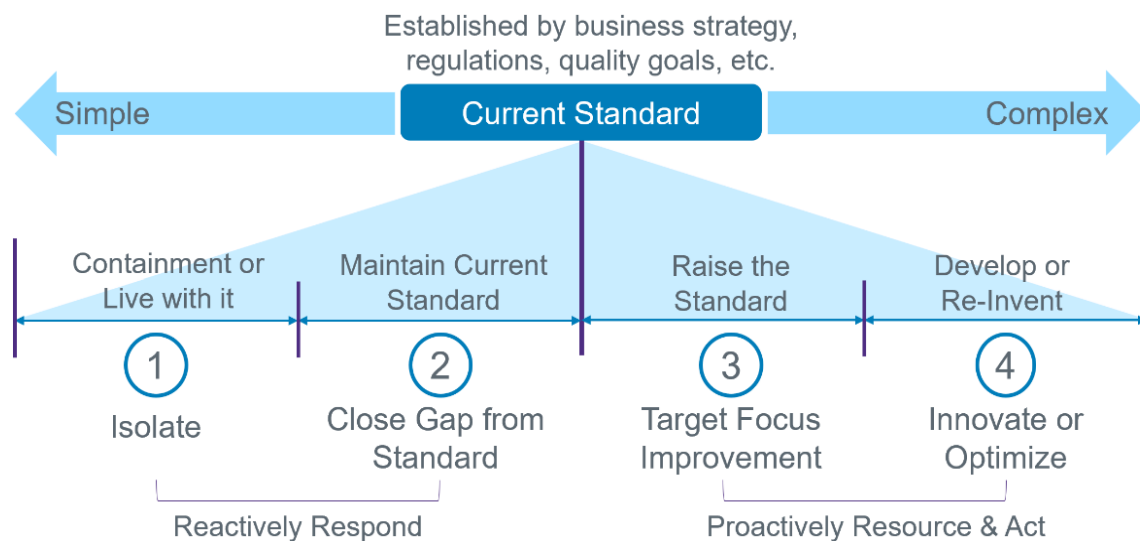 Established by business strategy,
regulations, quality goals, etc.
Simple
Current Standard
Complex
Containment or
Live with it
Maintain Current
Standard
Raise the
Standard
Develop or
Re-Invent
1
2
3
4
Isolate
Close Gap from
Standard
Target Focus
Improvement
Innovate or
Optimize
Reactively Respond
Proactively Resource & Act